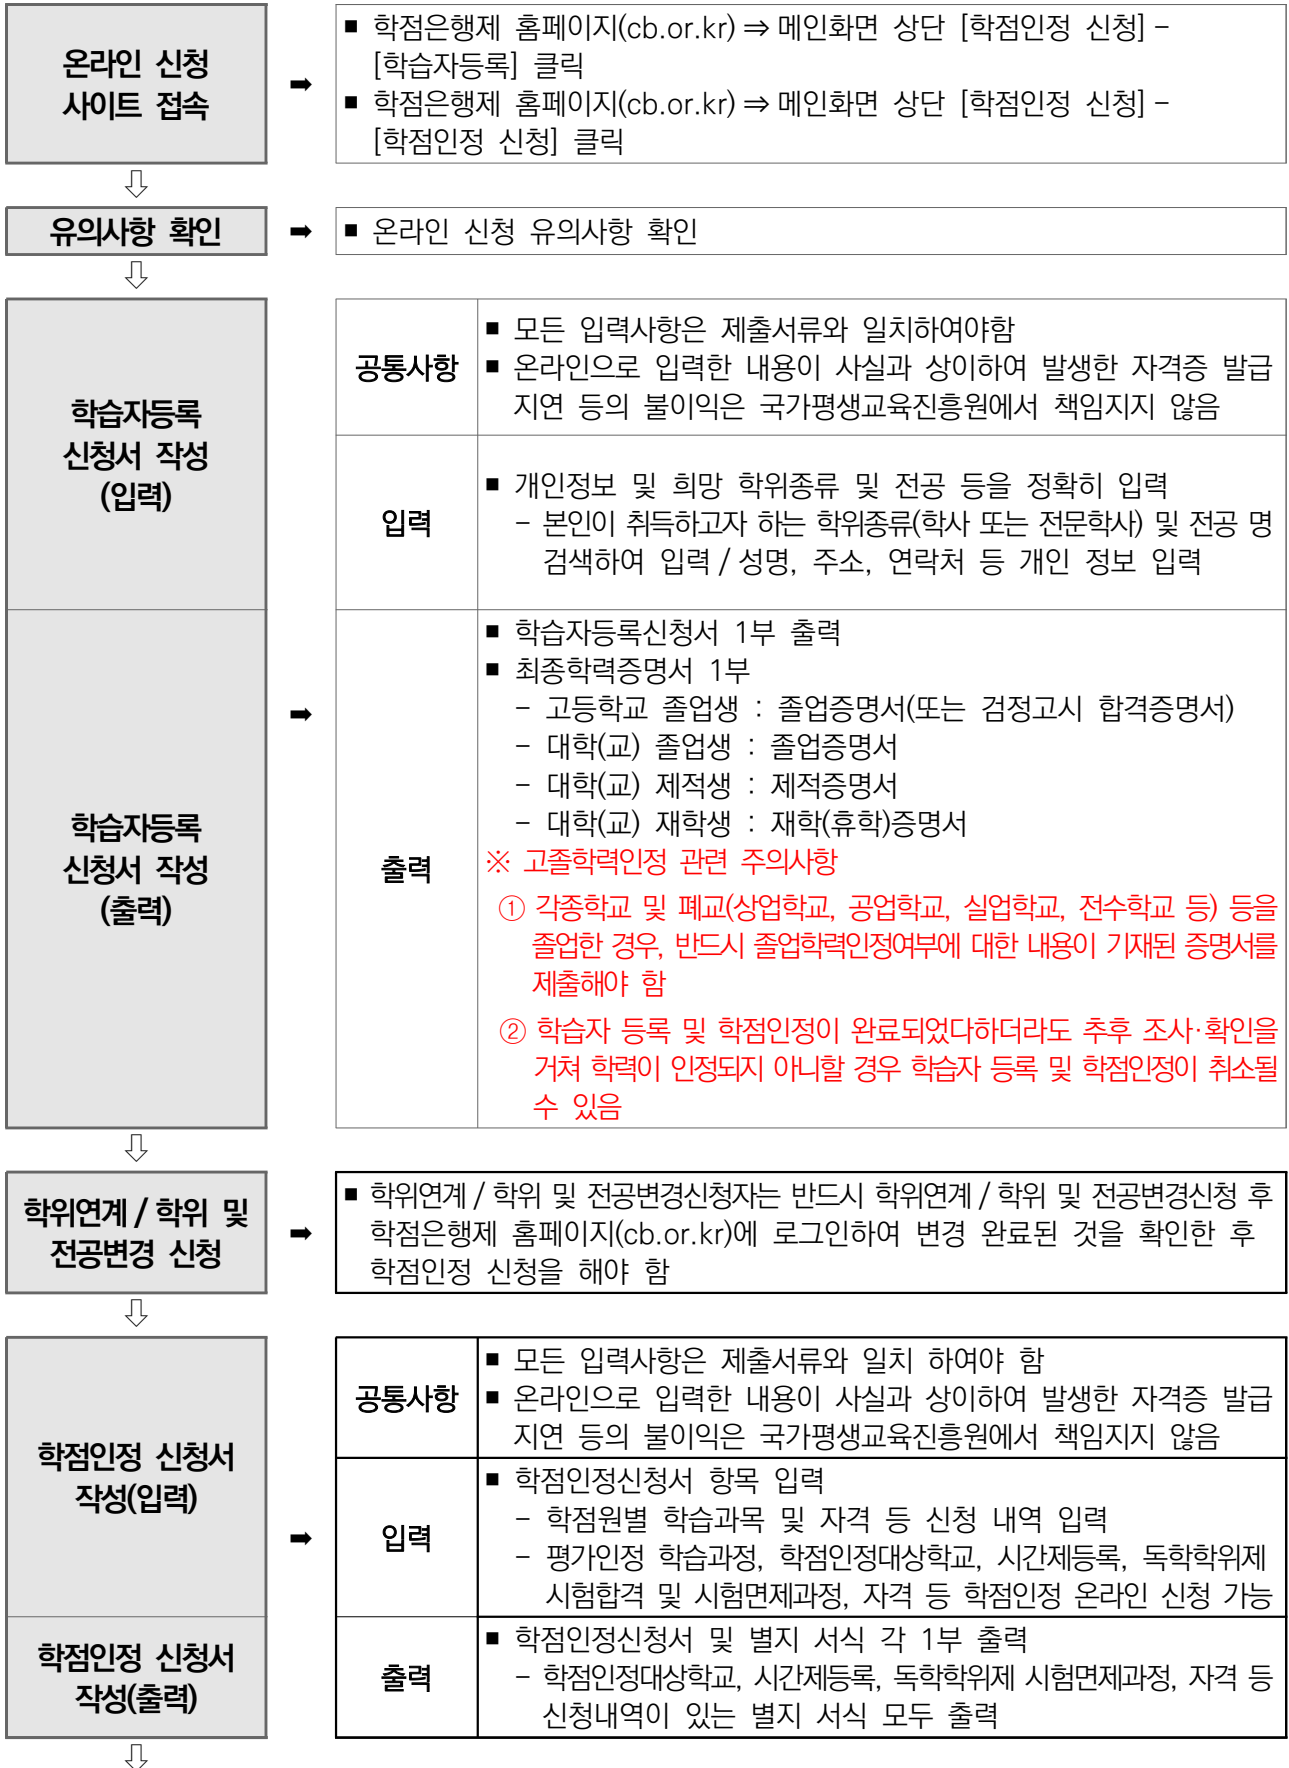 온라인 신청
사이트 접속
➡
■ 학점은행제 홈페이지(cb.or.kr) ⇒ 메인화면 상단 [학점인정 신청] -
[학습자등록] 클릭
■ 학점은행제 홈페이지(cb.or.kr) ⇒ 메인화면 상단 [학점인정 신청] -
[학점인정 신청] 클릭
⇩
유의사항 확인
➡
■ 온라인 신청 유의사항 확인
⇩
학습자등록
신청서 작성
(입력)
공통사항
■ 모든 입력사항은 제출서류와 일치하여야함
■ 온라인으로 입력한 내용이 사실과 상이하여 발생한 자격증 발급
지연 등의 불이익은 국가평생교육진흥원에서 책임지지 않음
입력
■ 개인정보 및 희망 학위종류 및 전공 등을 정확히 입력
- 본인이 취득하고자 하는 학위종류(학사 또는 전문학사) 및 전공 명
검색하여 입력 / 성명, 주소, 연락처 등 개인 정보 입력
학습자등록
신청서 작성
(출력)
➡
출력
■ 학습자등록신청서 1부 출력
■ 최종학력증명서 1부
- 고등학교 졸업생 : 졸업증명서(또는 검정고시 합격증명서)
- 대학(교) 졸업생 : 졸업증명서
- 대학(교) 제적생 : 제적증명서
- 대학(교) 재학생 : 재학(휴학)증명서
※ 고졸학력인정 관련 주의사항
① 각종학교 및 폐교(상업학교, 공업학교, 실업학교, 전수학교 등) 등을
졸업한 경우, 반드시 졸업학력인정여부에 대한 내용이 기재된 증명서를
제출해야 함
② 학습자 등록 및 학점인정이 완료되었다하더라도 추후 조사·확인을
거쳐 학력이 인정되지 아니할 경우 학습자 등록 및 학점인정이 취소될
수 있음
⇩
학위연계 / 학위 및
전공변경 신청
➡
■ 학위연계 / 학위 및 전공변경신청자는 반드시 학위연계 / 학위 및 전공변경신청 후
학점은행제 홈페이지(cb.or.kr)에 로그인하여 변경 완료된 것을 확인한 후
학점인정 신청을 해야 함
⇩
학점인정 신청서
작성(입력)
➡
공통사항
■ 모든 입력사항은 제출서류와 일치 하여야 함
■ 온라인으로 입력한 내용이 사실과 상이하여 발생한 자격증 발급
지연 등의 불이익은 국가평생교육진흥원에서 책임지지 않음
입력
■ 학점인정신청서 항목 입력
- 학점원별 학습과목 및 자격 등 신청 내역 입력
- 평가인정 학습과정, 학점인정대상학교, 시간제등록, 독학학위제
시험합격 및 시험면제과정, 자격 등 학점인정 온라인 신청 가능
학점인정 신청서
작성(출력)
출력
■ 학점인정신청서 및 별지 서식 각 1부 출력
- 학점인정대상학교, 시간제등록, 독학학위제 시험면제과정, 자격 등
신청내역이 있는 별지 서식 모두 출력
⇩